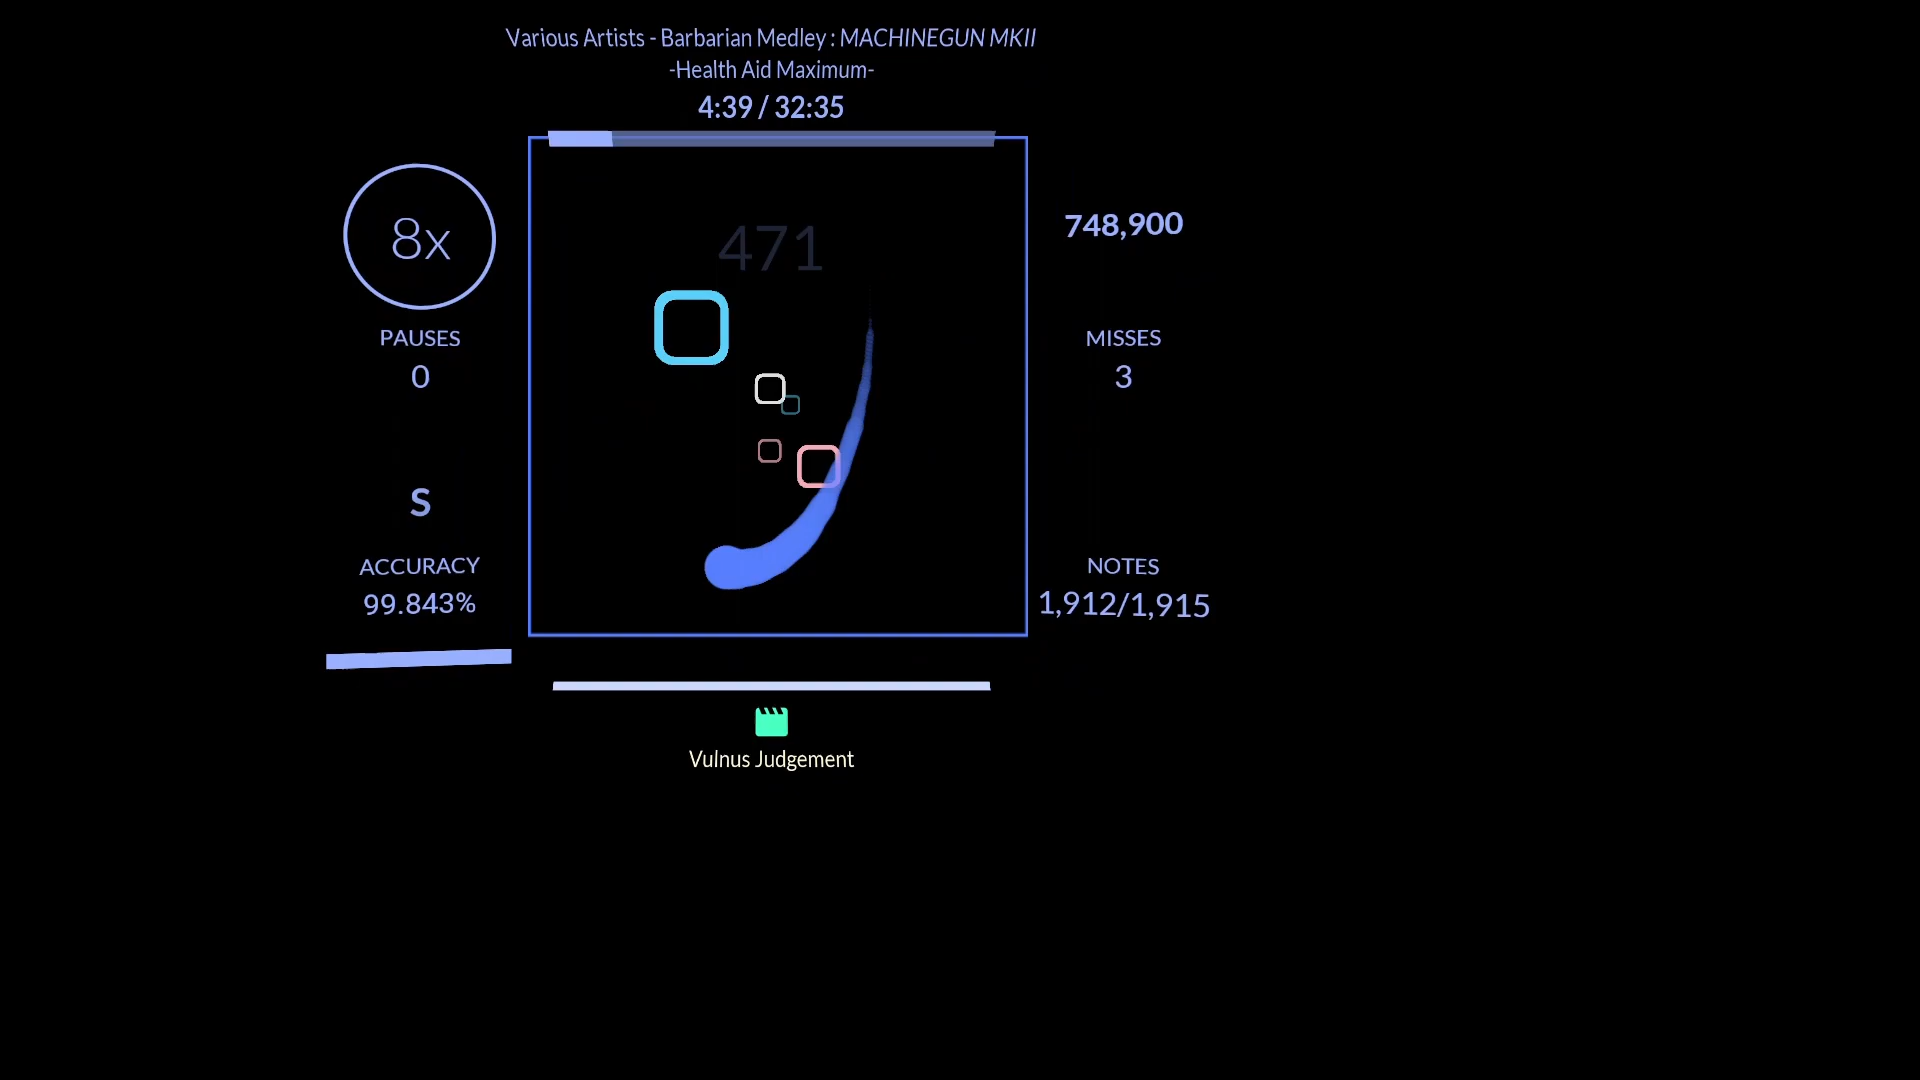 Various Artists - Barbarian Medley : MACHINEGUN MKII
-Health Aid Maximum-
4:39 / 32:35
8x
471
748,900
PAUSES
0
MISSES
3
S
ACCURACY
99.843%
NOTES
1,912/1,915
Vulnus Judgement